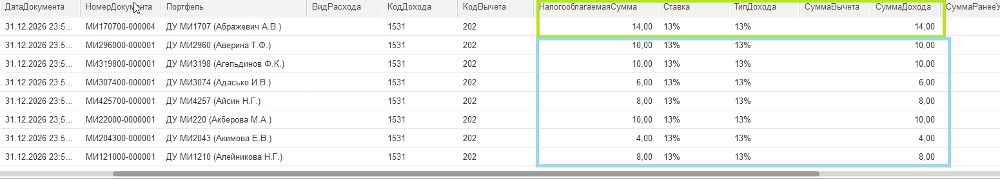 ДатаДокумента НомерДокумента Портфель ВидРасхода КодДохода КодВычета НалогооблагаемаяСумма Ставка ТипДохода СуммаВычета СуммаДохода СуммаРанееУ
31.12.2026 23:5... МИ170700-000004 ДУ МИ1707 (Абражевич А.В.) 1531 202 14,00 13% 13% 14,00
31.12.2026 23:5... МИ296000-000001 ДУ МИ2960 (Аверина Т.Ф.) 1531 202 10,00 13% 13% 10,00
31.12.2026 23:5... МИ319800-000001 ДУ МИ3198 (Агельдинов Ф.К.) 1531 202 10,00 13% 13% 10,00
31.12.2026 23:5... МИ307400-000001 ДУ МИ3074 (Адасько И.В.) 1531 202 6,00 13% 13% 6,00
31.12.2026 23:5... МИ425700-000001 ДУ МИ4257 (Айсин Н.Г.) 1531 202 8,00 13% 13% 8,00
31.12.2026 23:5... МИ22000-000001 ДУ МИ220 (Акберова М.А.) 1531 202 10,00 13% 13% 10,00
31.12.2026 23:5... МИ204300-000001 ДУ МИ2043 (Акимова Е.В.) 1531 202 4,00 13% 13% 4,00
31.12.2026 23:5... МИ121000-000001 ДУ МИ1210 (Алейникова Н.Г.) 1531 202 8,00 13% 13% 8,00